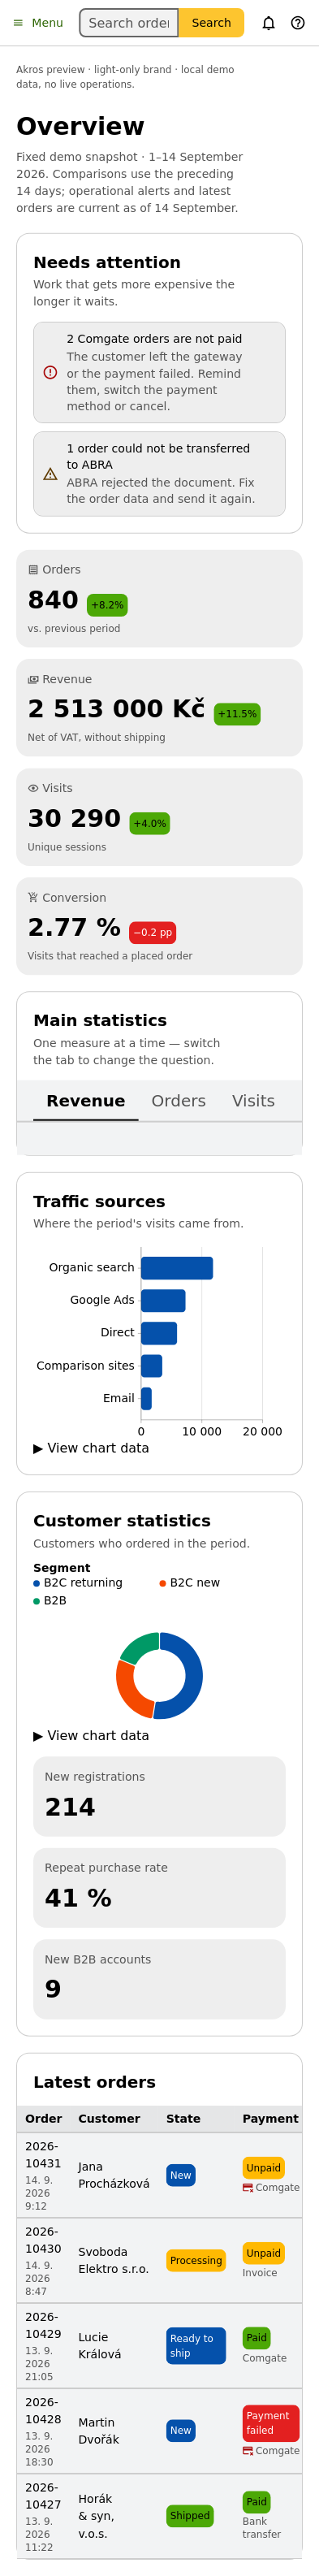 Menu
Search order
Search
Akros preview · light-only brand · local demo
data, no live operations.
Overview
Fixed demo snapshot · 1–14 September
2026. Comparisons use the preceding
14 days; operational alerts and latest
orders are current as of 14 September.
Needs attention
Work that gets more expensive the
longer it waits.
2 Comgate orders are not paid
The customer left the gateway
or the payment failed. Remind
them, switch the payment
method or cancel.
1 order could not be transferred
to ABRA
ABRA rejected the document. Fix
the order data and send it again.
Orders
840 +8.2%
vs. previous period
Revenue
2 513 000 Kč +11.5%
Net of VAT, without shipping
Visits
30 290 +4.0%
Unique sessions
Conversion
2.77 % −0.2 pp
Visits that reached a placed order
Main statistics
One measure at a time — switch
the tab to change the question.
Revenue Orders Visits
Traffic sources
Where the period's visits came from.
Organic search
Google Ads
Direct
Comparison sites
Email
0 10 000 20 000
▶ View chart data
Customer statistics
Customers who ordered in the period.
Segment
B2C returning B2C new
B2B
▶ View chart data
New registrations
214
Repeat purchase rate
41 %
New B2B accounts
9
Latest orders
Order Customer State Payment
2026-
10431
14. 9.
2026
9:12
Jana
Procházková
New
Unpaid
Comgate
2026-
10430
14. 9.
2026
8:47
Svoboda
Elektro s.r.o.
Processing
Unpaid
Invoice
2026-
10429
13. 9.
2026
21:05
Lucie
Králová
Ready to
ship
Paid
Comgate
2026-
10428
13. 9.
2026
18:30
Martin
Dvořák
New
Payment
failed
Comgate
2026-
10427
13. 9.
2026
11:22
Horák
& syn,
v.o.s.
Shipped
Paid
Bank
transfer